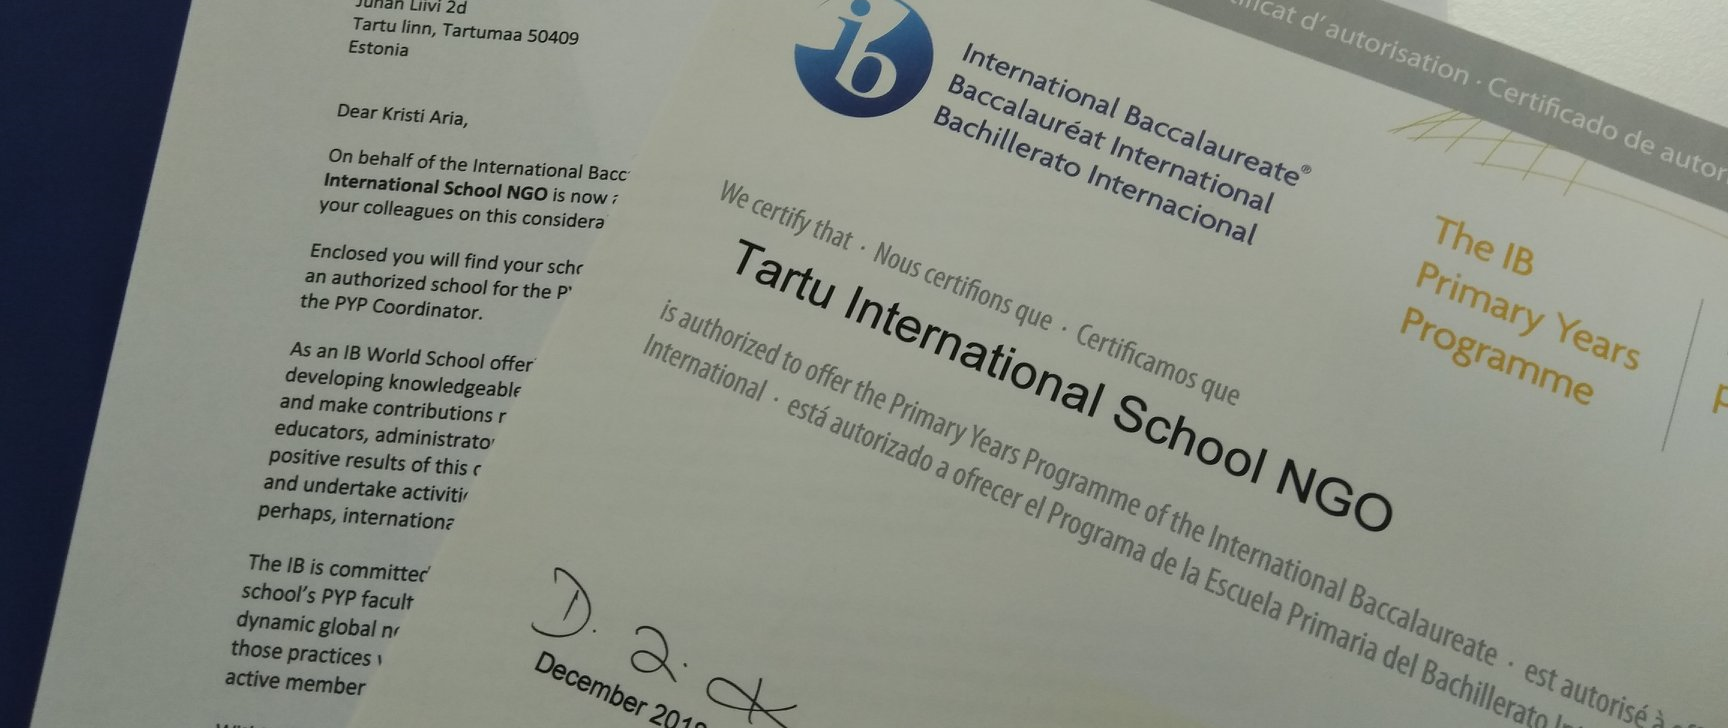 Juhan Liivi 2d
Tartu linn, Tartumaa 50409
Estonia
Dear Kristi Aria,
On behalf of the International Bacc
International School NGO is now
your colleagues on this considera
Enclosed you will find your scho
an authorized school for the P
the PYP Coordinator.
As an IB World School offer
developing knowledgeable
and make contributions
educators, administrato
positive results of this
and undertake activiti
perhaps, internationa
The IB is committed
school's PYP facult
dynamic global
those practices
active member
ificat d'autorisation · Certificado de autor
ib
International Baccalaureate®
Baccalauréat International
Bachillerato Internacional
The IB
Primary Years
Programme
We certify that · Nous certifions que · Certificamos que
Tartu International School NGO
is authorized to offer the Primary Years Programme of the International Baccalaureate · est autorisé à
International · está autorizado a ofrecer el Programa de la Escuela Primaria del Bachillerato
December